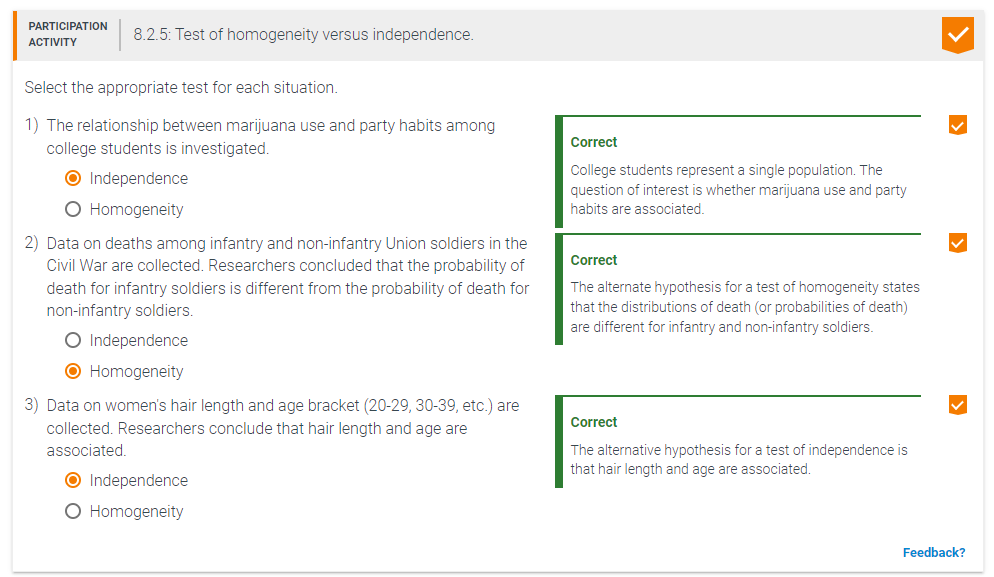 PARTICIPATION
ACTIVITY
8.2.5: Test of homogeneity versus independence.
Select the appropriate test for each situation.
1) The relationship between marijuana use and party habits among
college students is investigated.
Independence
Homogeneity
Correct
College students represent a single population. The
question of interest is whether marijuana use and party
habits are associated.
2) Data on deaths among infantry and non-infantry Union soldiers in the
Civil War are collected. Researchers concluded that the probability of
death for infantry soldiers is different from the probability of death for
non-infantry soldiers.
Independence
Homogeneity
Correct
The alternate hypothesis for a test of homogeneity states
that the distributions of death (or probabilities of death)
are different for infantry and non-infantry soldiers.
3) Data on women's hair length and age bracket (20-29, 30-39, etc.) are
collected. Researchers conclude that hair length and age are
associated.
Independence
Homogeneity
Correct
The alternative hypothesis for a test of independence is
that hair length and age are associated.
Feedback?